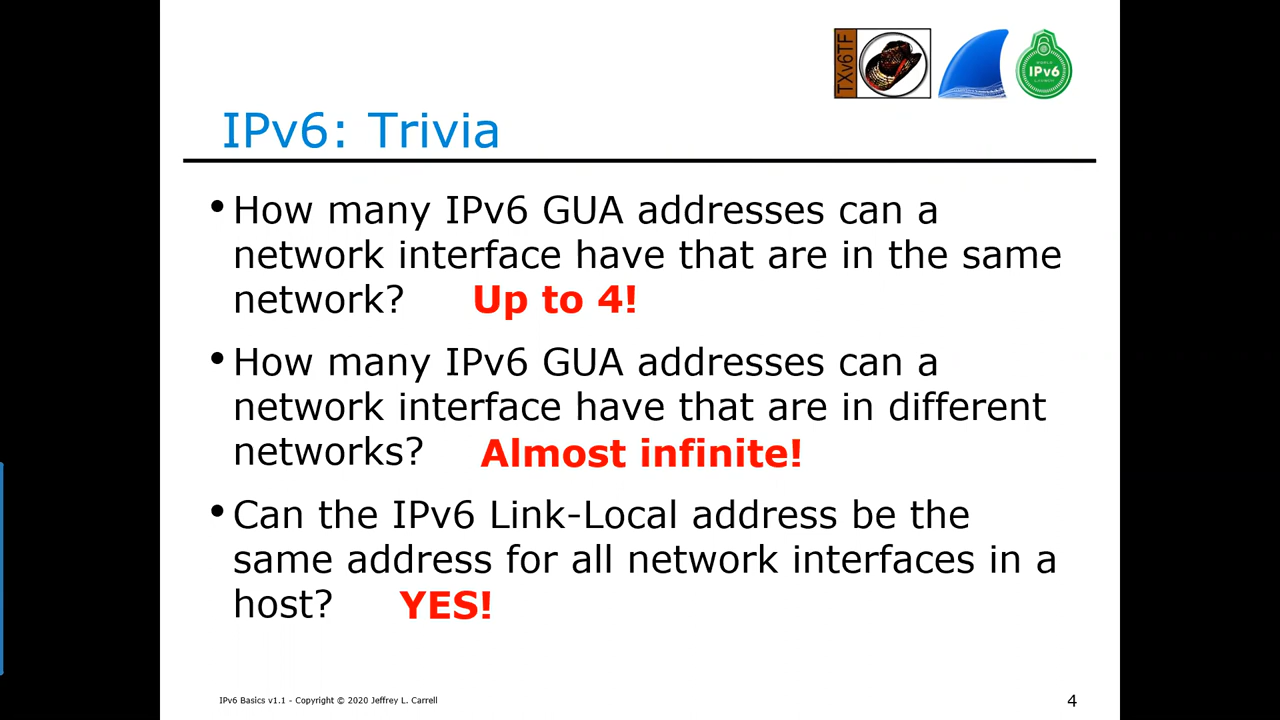 TXv6TF
WORLD
IPv6
LAUNCH
IPv6: Trivia
• How many IPv6 GUA addresses can a
network interface have that are in the same
network? Up to 4!
• How many IPv6 GUA addresses can a
network interface have that are in different
networks? Almost infinite!
• Can the IPv6 Link-Local address be the
same address for all network interfaces in a
host? YES!
IPv6 Basics v1.1 - Copyright © 2020 Jeffrey L. Carrell
4